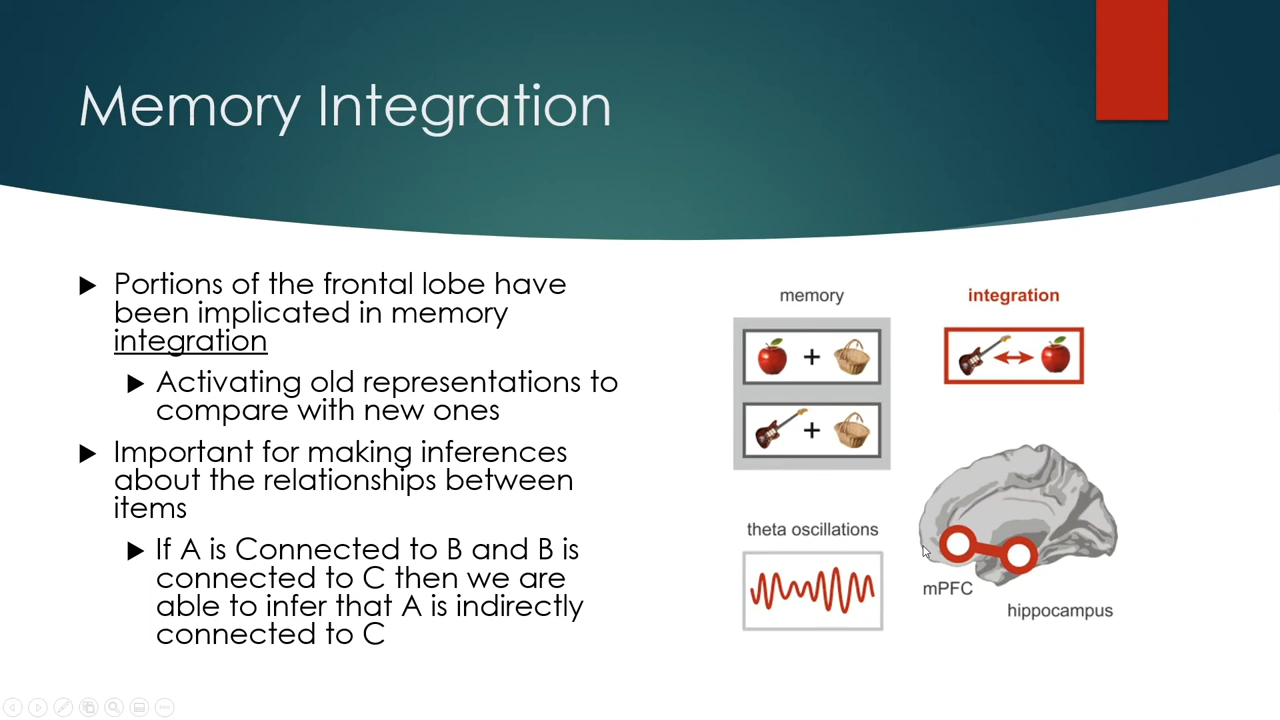 Memory Integration
Portions of the frontal lobe have
been implicated in memory
integration
Activating old representations to
compare with new ones
Important for making inferences
about the relationships between
items
If A is Connected to B and B is
connected to C then we are
able to infer that A is indirectly
connected to C
memory
integration
+
+
theta oscillations
mPFC
hippocampus